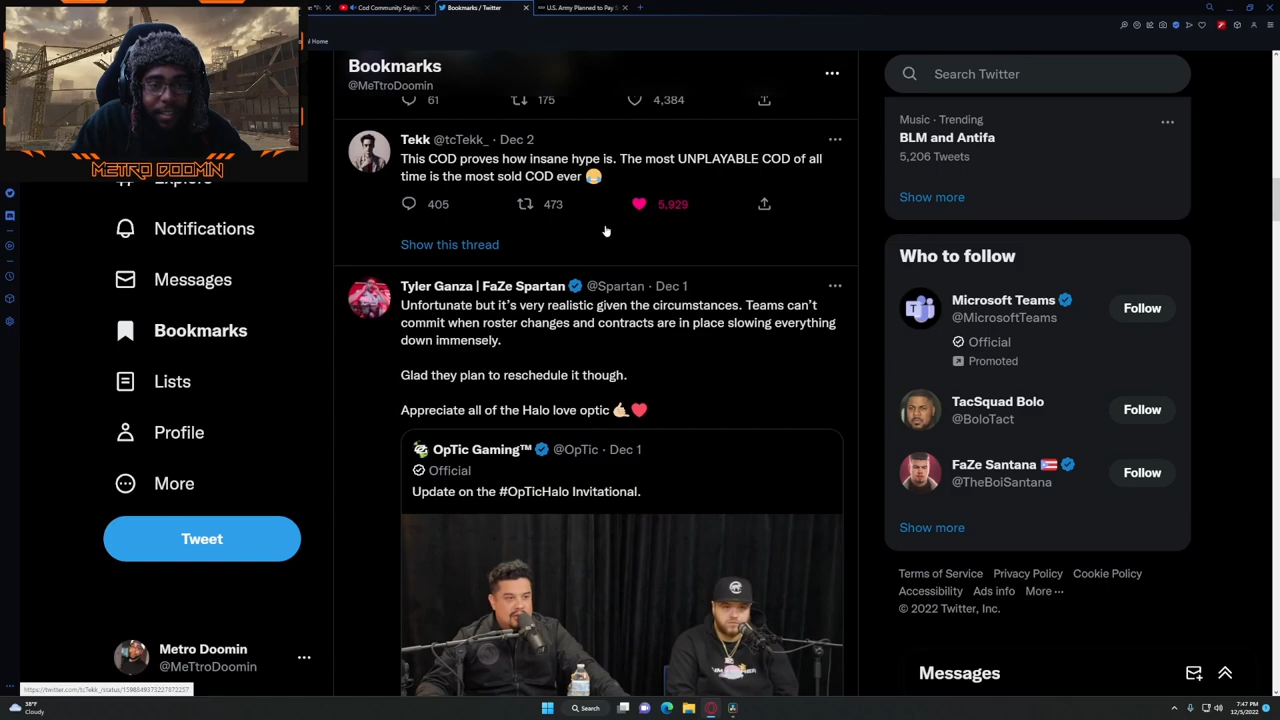 Cod Community Saying
Bookmarks / Twitter
U.S. Army Planned to Pay S
al Home
METRO DOOMIN
Explore
Notifications
Messages
Bookmarks
Lists
Profile
More
Tweet
Metro Doomin
@MeTtroDoomin
Bookmarks
@MeTtroDoomin
61 175 4,384
Tekk @tcTekk_ · Dec 2
This COD proves how insane hype is. The most UNPLAYABLE COD of all
time is the most sold COD ever 😂
405 473 5,929
Show this thread
Tyler Ganza | FaZe Spartan @Spartan · Dec 1
Unfortunate but it's very realistic given the circumstances. Teams can't
commit when roster changes and contracts are in place slowing everything
down immensely.
Glad they plan to reschedule it though.
Appreciate all of the Halo love optic 🤙🏻❤️
OpTic Gaming™ @OpTic · Dec 1
Official
Update on the #OpTicHalo Invitational.
Search Twitter
Music · Trending
BLM and Antifa
5,206 Tweets
Show more
Who to follow
Microsoft Teams
@MicrosoftTeams
Official
Promoted
Follow
TacSquad Bolo
@BoloTact
Follow
FaZe Santana 🇵🇷
@TheBoiSantana
Follow
Show more
Terms of Service Privacy Policy Cookie Policy
Accessibility Ads info More ···
© 2022 Twitter, Inc.
Messages
https://twitter.com/tcTekk_/status/1598849373227872257
38°F
Cloudy
Search
7:47 PM
12/5/2022